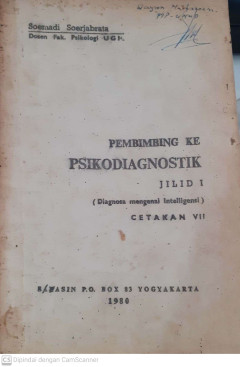 Soemadi Soerjabrata
Dosen Fak. Psikologi UGM.
PEMBIMBING KE
PSIKODIAGNOSTIK
JILID I
(Diagnosa mengenai Intelligensi)
CETAKAN VII
P.O. BOX 83 YOGYAKARTA
1980
CS Dipindai dengan CamScanner